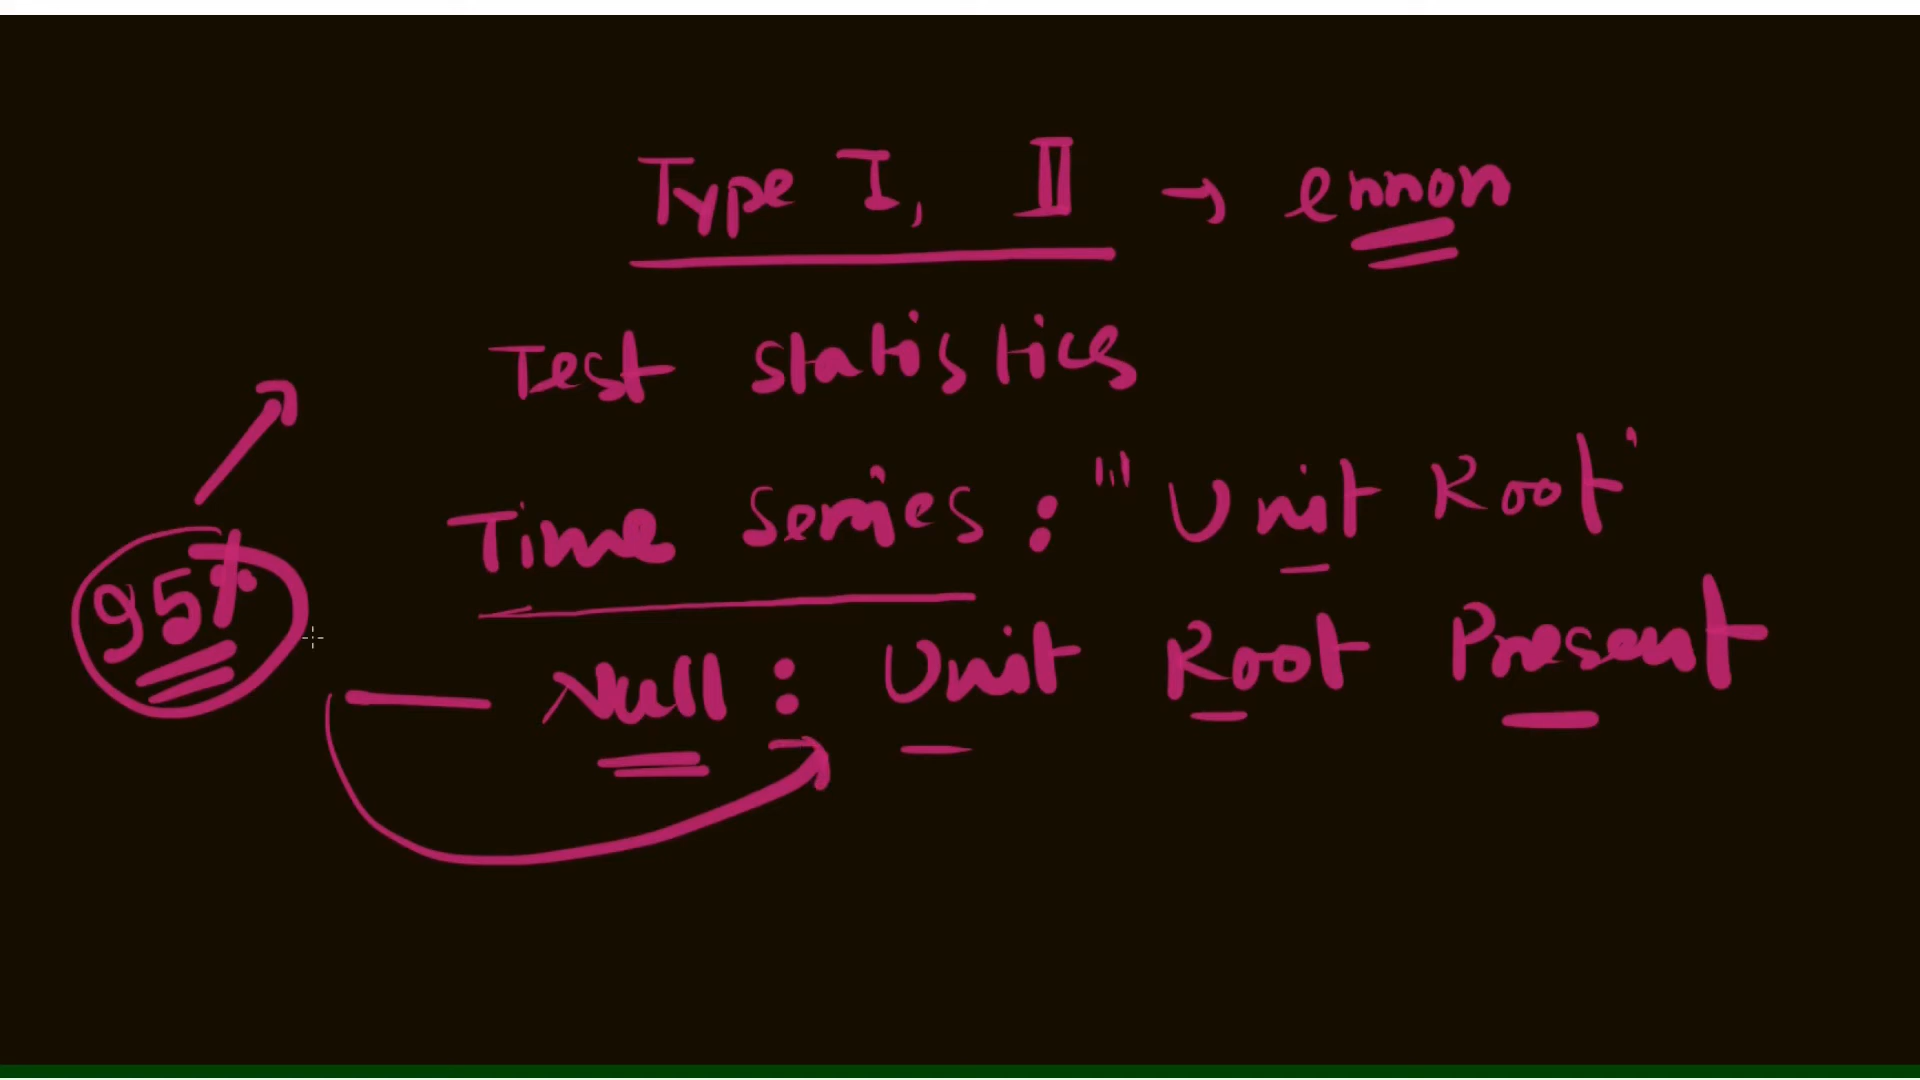 Type I, II → error
Test statistics
Time series : "Unit Root"
95%
Null : Unit Root Present